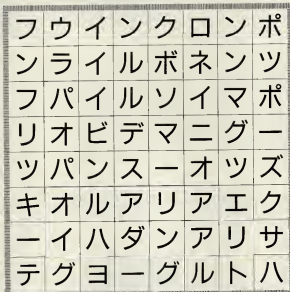 フウインクロンポ
ンライルボネンツ
フパイルソイマポ
リオビデマニグー
ツパンスーオツズ
キオルアリアエク
ーイハダンアリサ
テグヨーグルトハ